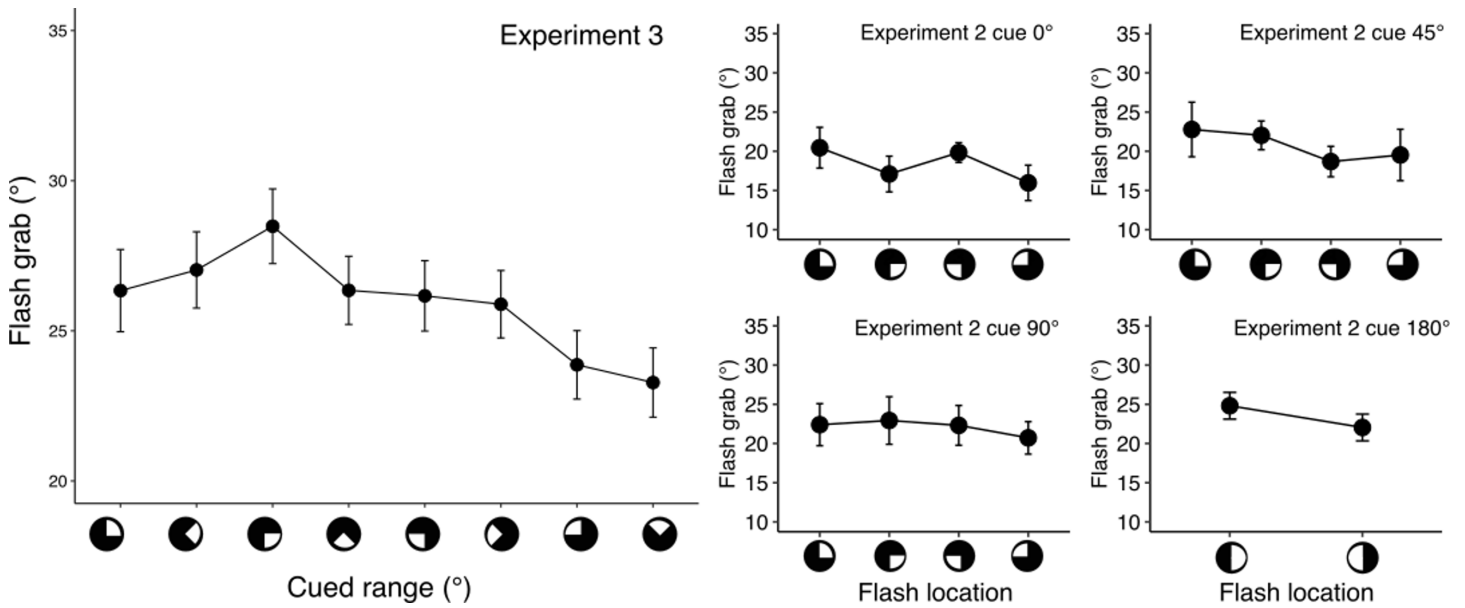 Experiment 3
Flash grab (°)
35
30
25
20
Cued range (°)
Experiment 2 cue 0°
Flash grab (°)
35
30
25
20
15
10
Experiment 2 cue 45°
Flash grab (°)
35
30
25
20
15
10
Experiment 2 cue 90°
Flash grab (°)
35
30
25
20
15
10
Flash location
Experiment 2 cue 180°
Flash grab (°)
35
30
25
20
15
10
Flash location